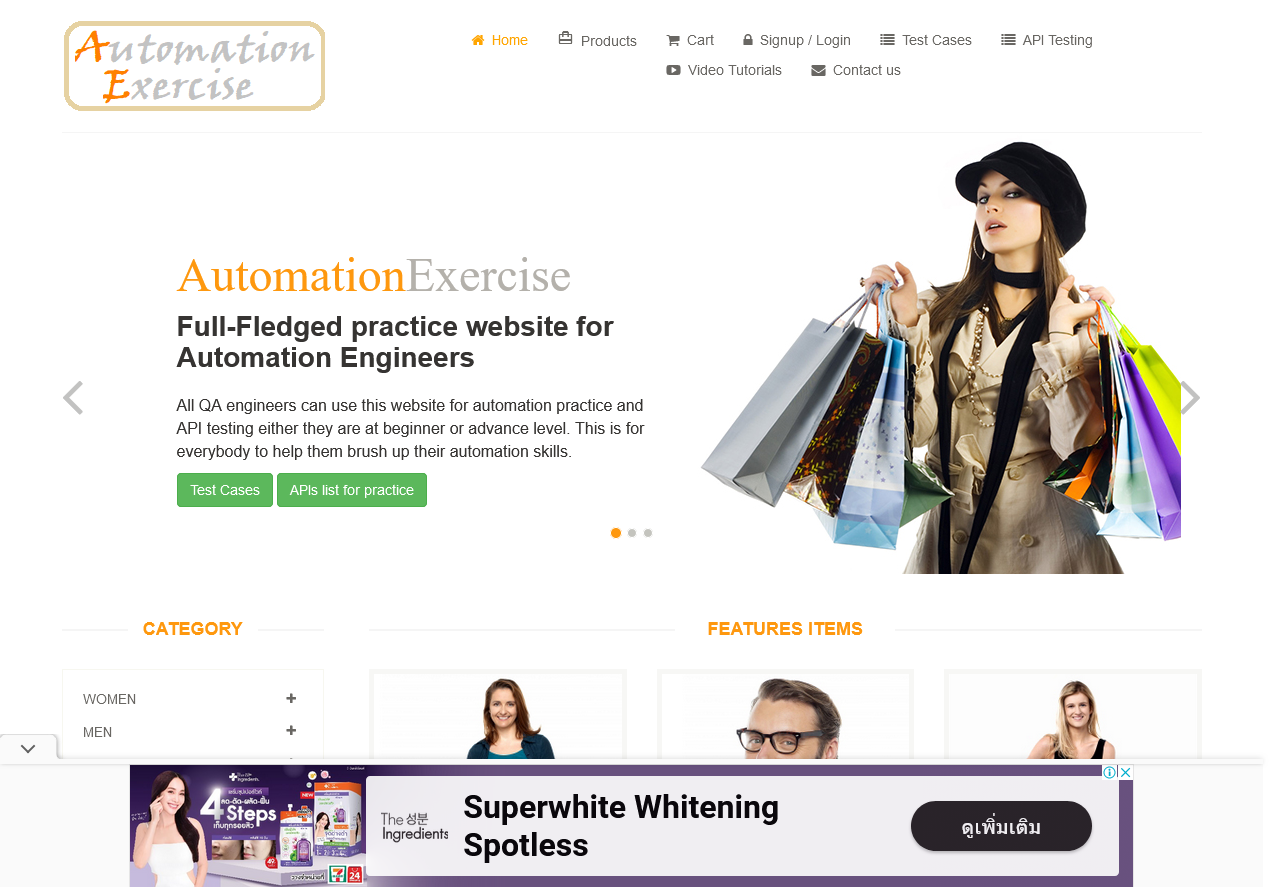 Automation
Exercise
Home
Products
Cart
Signup / Login
Test Cases
API Testing
Video Tutorials
Contact us
AutomationExercise
Full-Fledged practice website for
Automation Engineers
All QA engineers can use this website for automation practice and
API testing either they are at beginner or advance level. This is for
everybody to help them brush up their automation skills.
Test Cases
APIs list for practice
CATEGORY
FEATURES ITEMS
WOMEN
MEN
4
Steps
The 성분
Ingredients
Superwhite Whitening
Spotless
ดูเพิ่มเติม